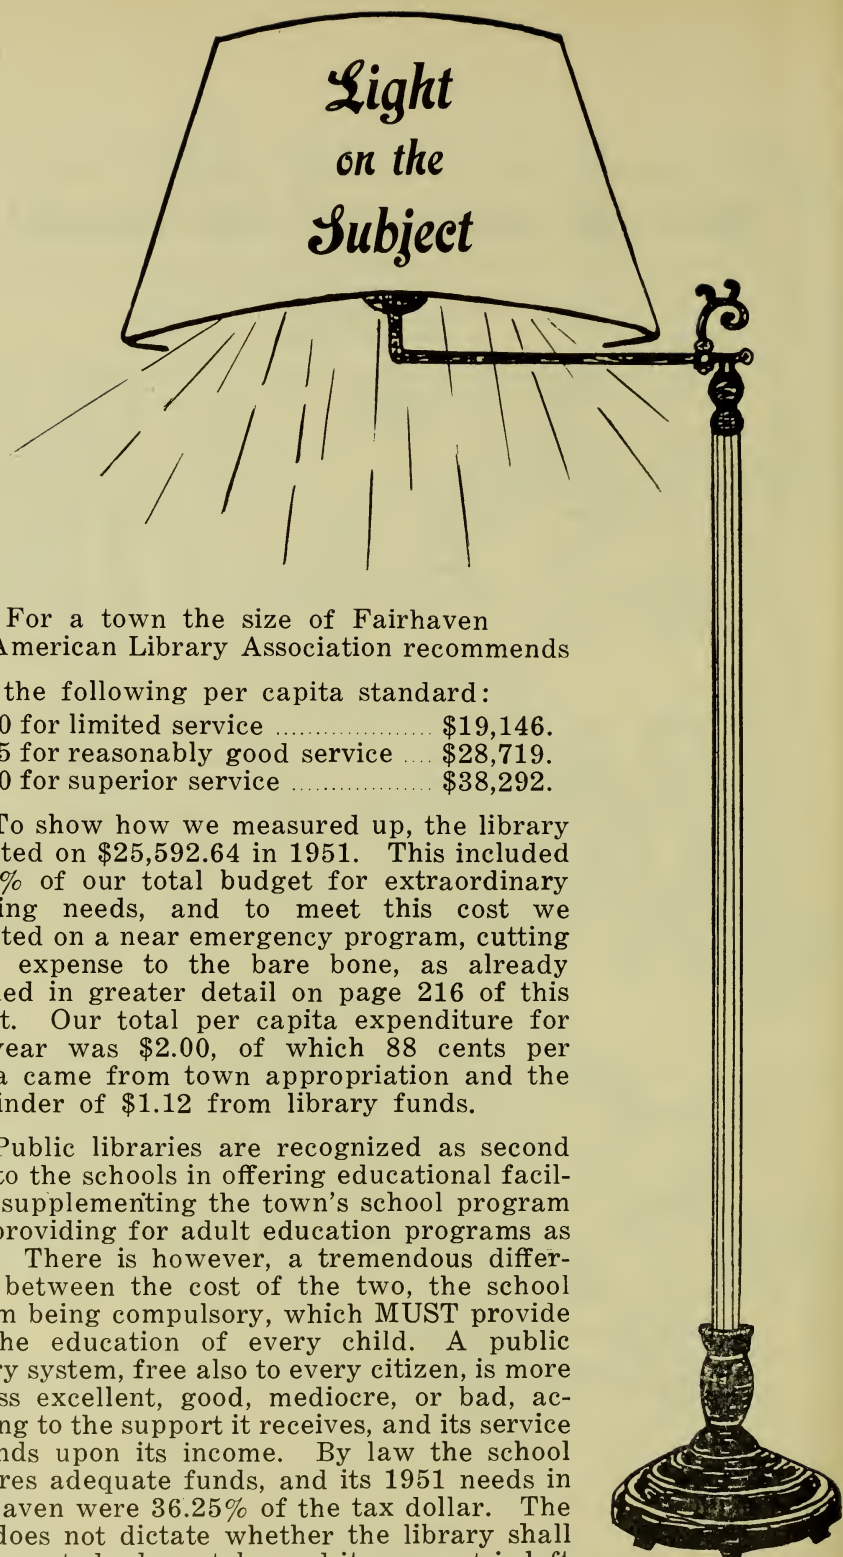 Light
on the
Subject
For a town the size of Fairhaven
American Library Association recommends
the following per capita standard:
0 for limited service .................... $19,146.
5 for reasonably good service .... $28,719.
0 for superior service .................. $38,292.
To show how we measured up, the library
ted on $25,592.64 in 1951. This included
% of our total budget for extraordinary
ing needs, and to meet this cost we
ted on a near emergency program, cutting
expense to the bare bone, as already
ed in greater detail on page 216 of this
t. Our total per capita expenditure for
year was $2.00, of which 88 cents per
a came from town appropriation and the
inder of $1.12 from library funds.
Public libraries are recognized as second
to the schools in offering educational facil-
supplementing the town's school program
providing for adult education programs as
There is however, a tremendous differ-
between the cost of the two, the school
m being compulsory, which MUST provide
he education of every child. A public
ry system, free also to every citizen, is more
ss excellent, good, mediocre, or bad, ac-
ng to the support it receives, and its service
nds upon its income. By law the school
res adequate funds, and its 1951 needs in
aven were 36.25% of the tax dollar. The
does not dictate whether the library shall